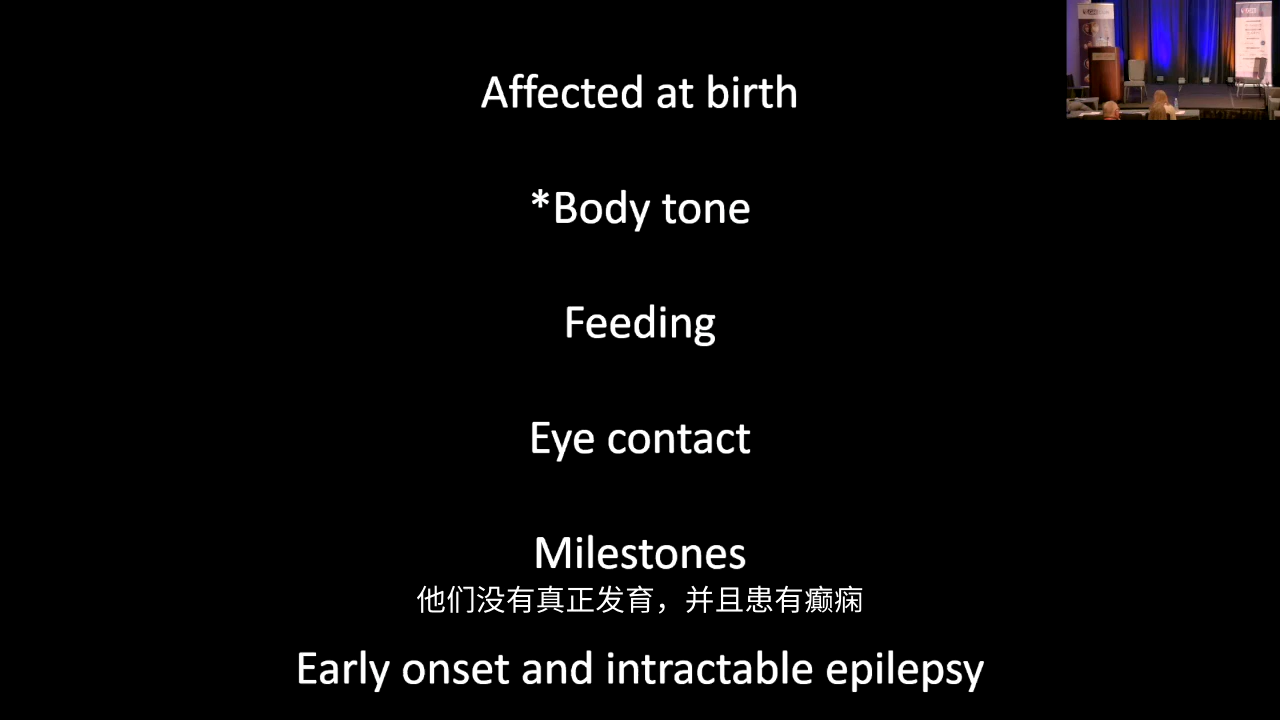 Affected at birth
*Body tone
Feeding
Eye contact
Milestones
他们没有真正发育，并且患有癫痫
Early onset and intractable epilepsy